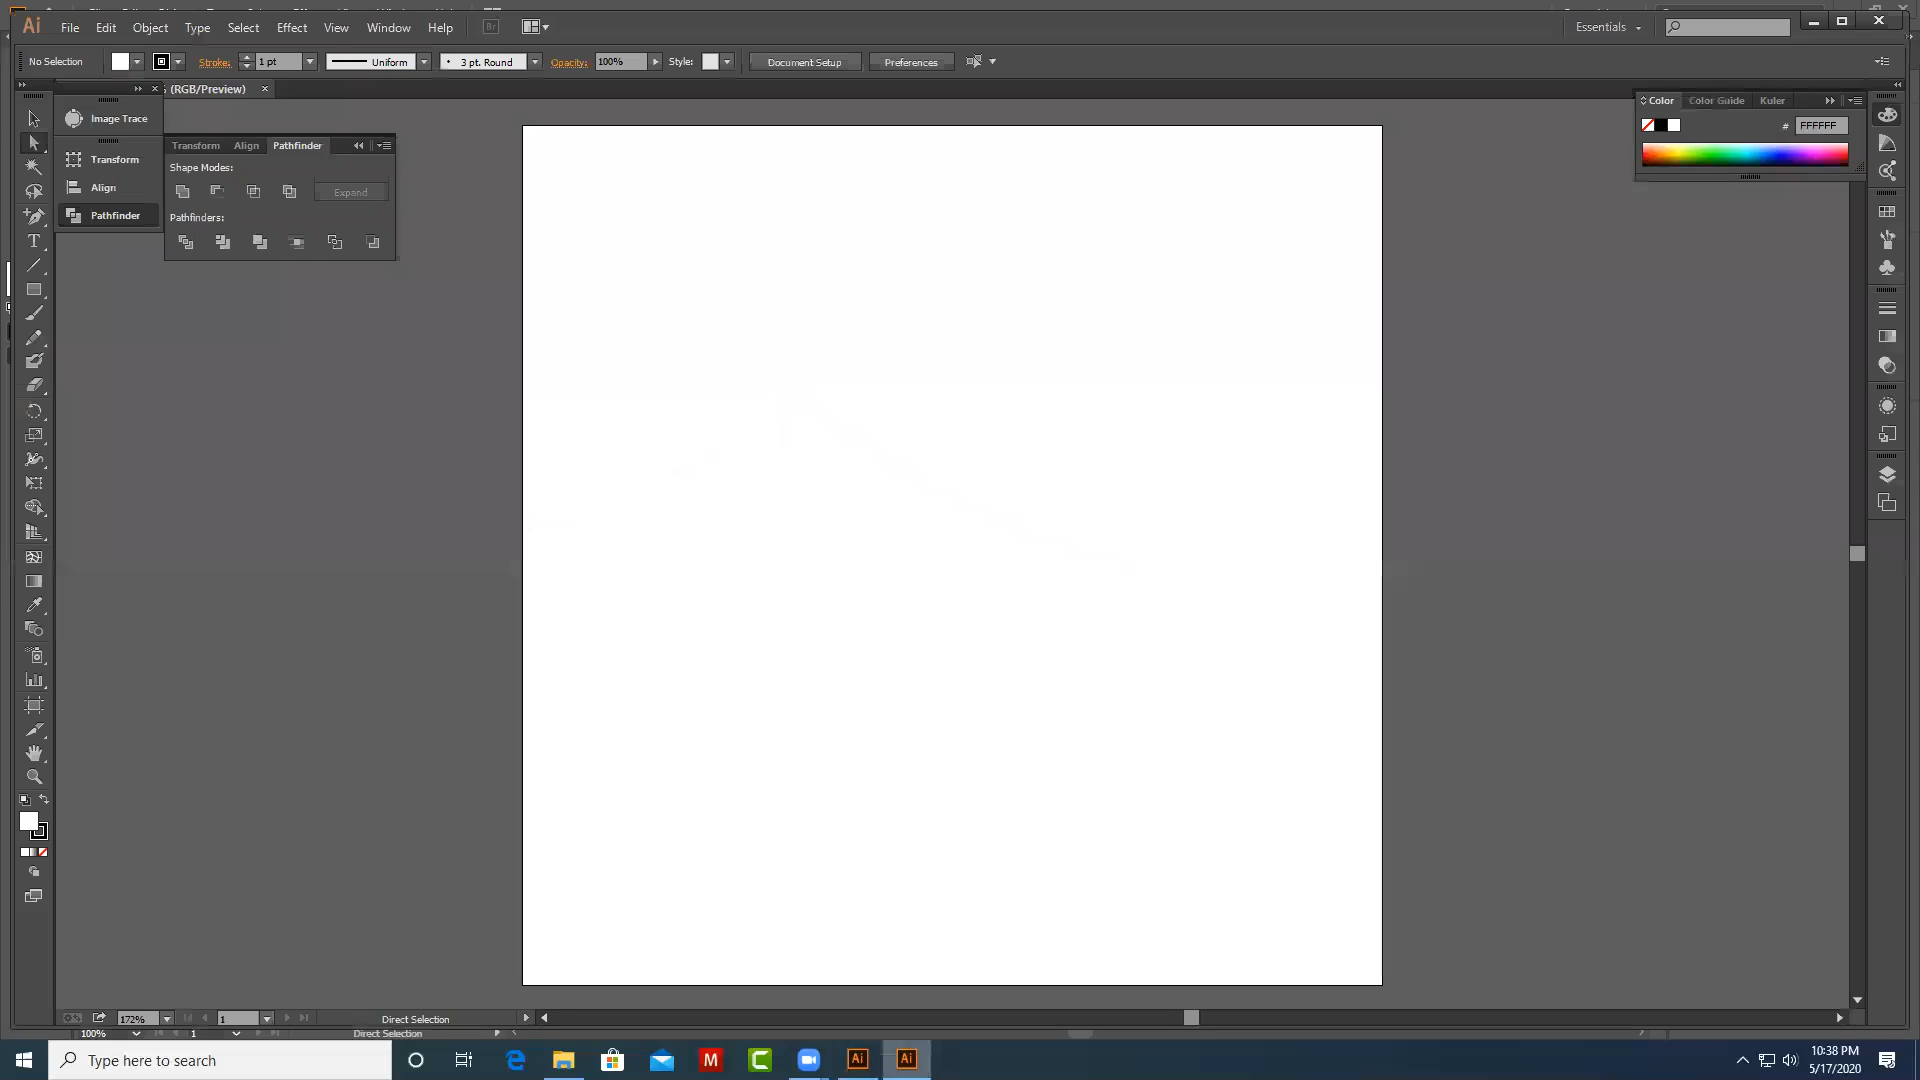 Ai File Edit Object Type Select Effect View Window Help Br Essentials
No Selection Stroke: 1 pt Uniform 3 pt. Round Opacity: 100% Style: Document Setup Preferences
(RGB/Preview) ×
Image Trace
Transform
Align
Pathfinder
Transform Align Pathfinder
Shape Modes:
Expand
Pathfinders:
Color Color Guide Kuler
# FFFFFF
T
172% 1 Direct Selection
100% 1 Direct Selection
Type here to search
M
Ai
Ai
10:38 PM
5/17/2020